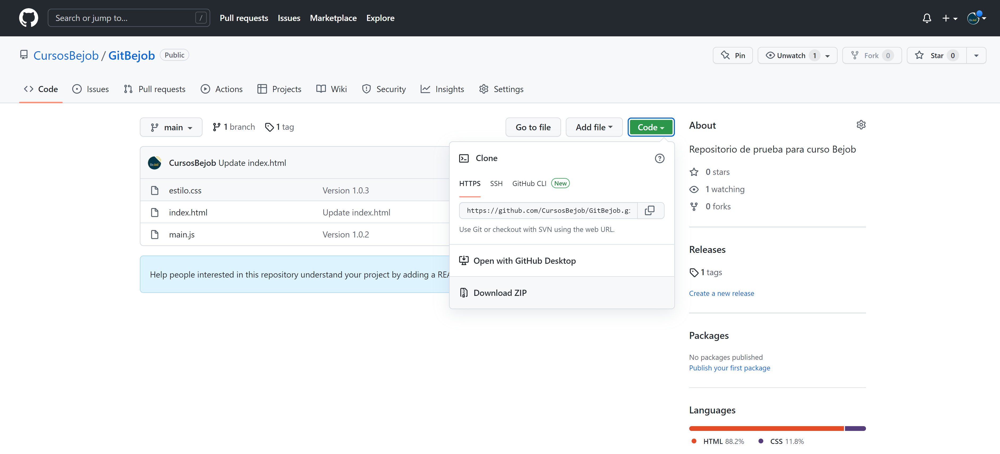 Search or jump to... / Pull requests Issues Marketplace Explore
CursosBejob / GitBejob Public
Pin Unwatch 1 Fork 0 Star 0
Code Issues Pull requests Actions Projects Wiki Security Insights Settings
main 1 branch 1 tag Go to file Add file Code
BeJob CursosBejob Update index.html
estilo.css Version 1.0.3
index.html Update index.html
main.js Version 1.0.2
Help people interested in this repository understand your project by adding a REA
Clone
HTTPS SSH GitHub CLI New
https://github.com/CursosBejob/GitBejob.gi
Use Git or checkout with SVN using the web URL.
Open with GitHub Desktop
Download ZIP
About
Repositorio de prueba para curso Bejob
0 stars
1 watching
0 forks
Releases
1 tags
Create a new release
Packages
No packages published
Publish your first package
Languages
HTML 88.2% CSS 11.8%